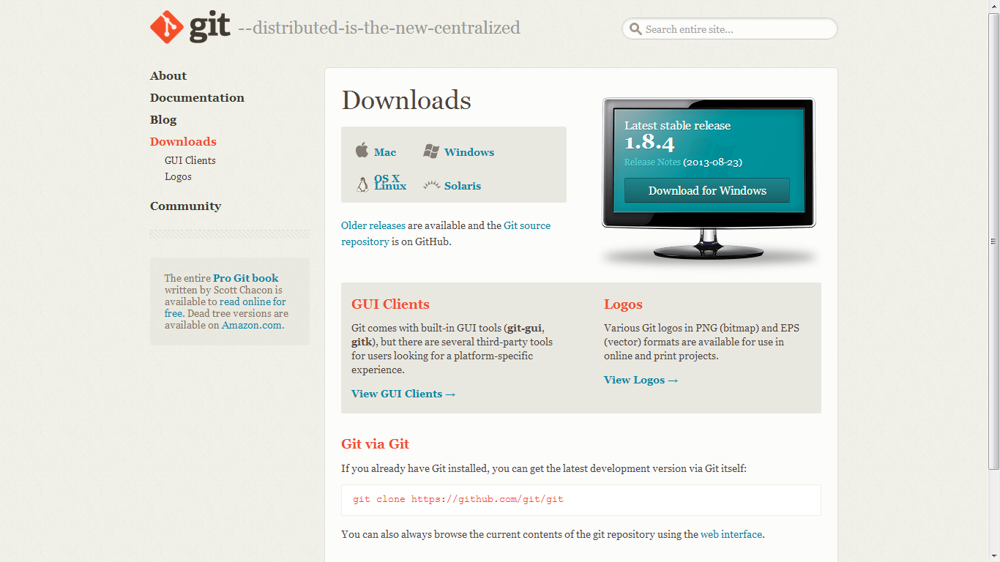 git --distributed-is-the-new-centralized
Search entire site...
About
Documentation
Blog
Downloads
GUI Clients
Logos
Community
The entire Pro Git book
written by Scott Chacon is
available to read online for
free. Dead tree versions are
available on Amazon.com.
Downloads
Mac
Windows
OS X
Linux
Solaris
Older releases are available and the Git source
repository is on GitHub.
Latest stable release
1.8.4
Release Notes (2013-08-23)
Download for Windows
GUI Clients
Git comes with built-in GUI tools (git-gui,
gitk), but there are several third-party tools
for users looking for a platform-specific
experience.
View GUI Clients →
Logos
Various Git logos in PNG (bitmap) and EPS
(vector) formats are available for use in
online and print projects.
View Logos →
Git via Git
If you already have Git installed, you can get the latest development version via Git itself:
git clone https://github.com/git/git
You can also always browse the current contents of the git repository using the web interface.